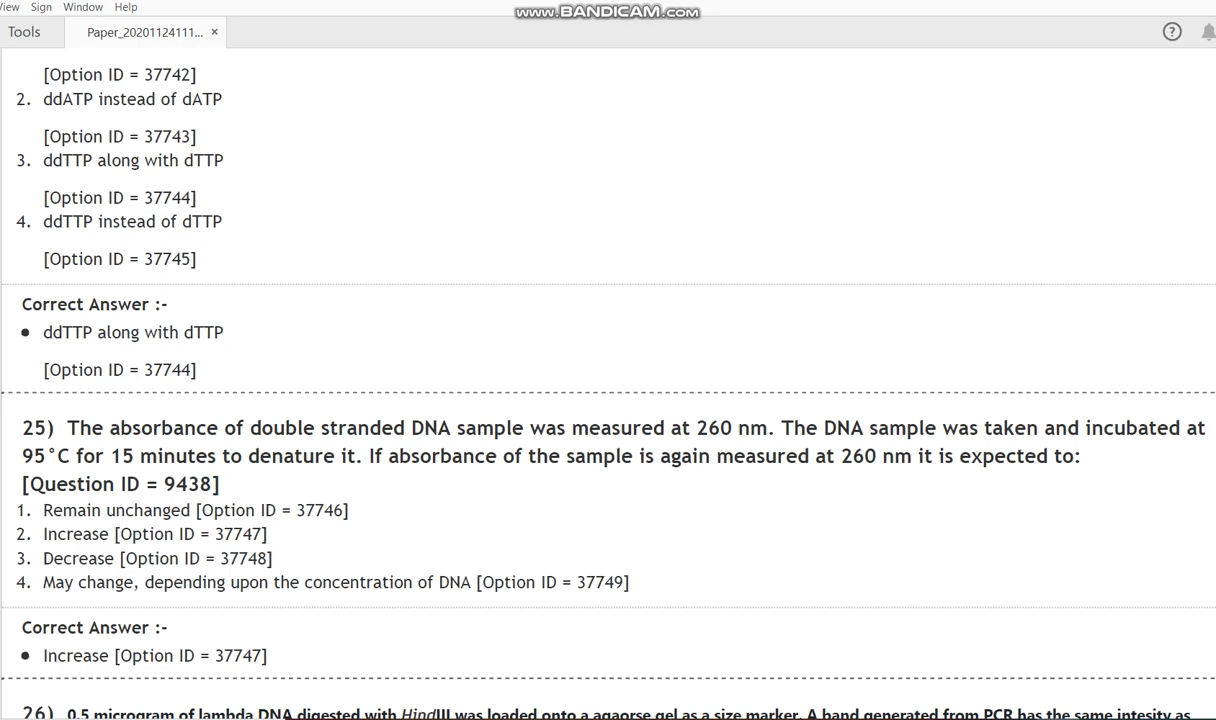 View Sign Window Help
www.BANDICAM.com
Tools Paper_20201124111... × ?
[Option ID = 37742]
2. ddATP instead of dATP
[Option ID = 37743]
3. ddTTP along with dTTP
[Option ID = 37744]
4. ddTTP instead of dTTP
[Option ID = 37745]
Correct Answer :-
• ddTTP along with dTTP
[Option ID = 37744]
25) The absorbance of double stranded DNA sample was measured at 260 nm. The DNA sample was taken and incubated at
95°C for 15 minutes to denature it. If absorbance of the sample is again measured at 260 nm it is expected to:
[Question ID = 9438]
1. Remain unchanged [Option ID = 37746]
2. Increase [Option ID = 37747]
3. Decrease [Option ID = 37748]
4. May change, depending upon the concentration of DNA [Option ID = 37749]
Correct Answer :-
• Increase [Option ID = 37747]
26) 0.5 microgram of lambda DNA digested with HindIII was loaded onto a agaorse gel as a size marker. A band generated from PCR has the same intesity as